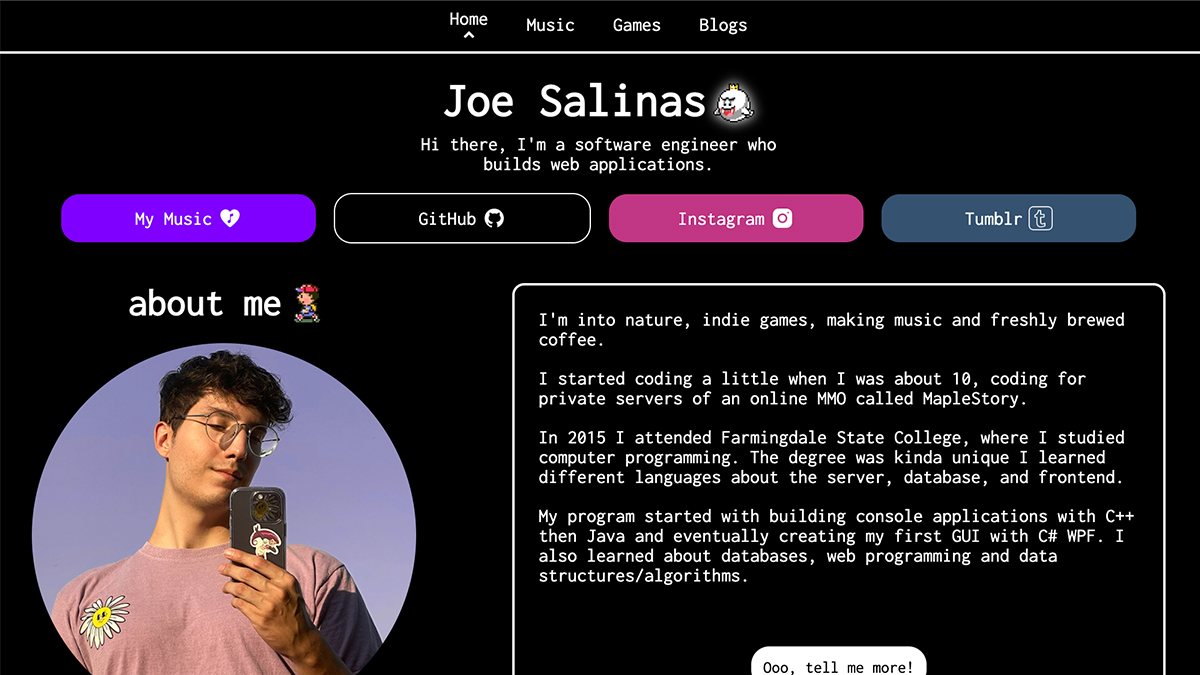 Home
Music
Games
Blogs
Joe Salinas
Hi there, I'm a software engineer who
builds web applications.
My Music
GitHub
Instagram
Tumblr
about me
I'm into nature, indie games, making music and freshly brewed
coffee.
I started coding a little when I was about 10, coding for
private servers of an online MMO called MapleStory.
In 2015 I attended Farmingdale State College, where I studied
computer programming. The degree was kinda unique I learned
different languages about the server, database, and frontend.
My program started with building console applications with C++
then Java and eventually creating my first GUI with C# WPF. I
also learned about databases, web programming and data
structures/algorithms.
Ooo, tell me more!